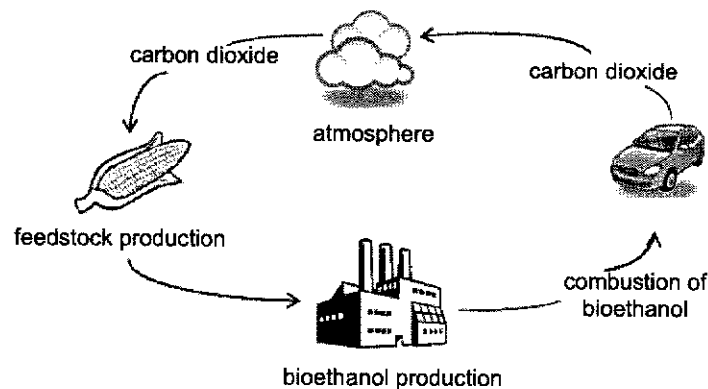 carbon dioxide
carbon dioxide
atmosphere
feedstock production
combustion of
bioethanol
bioethanol production